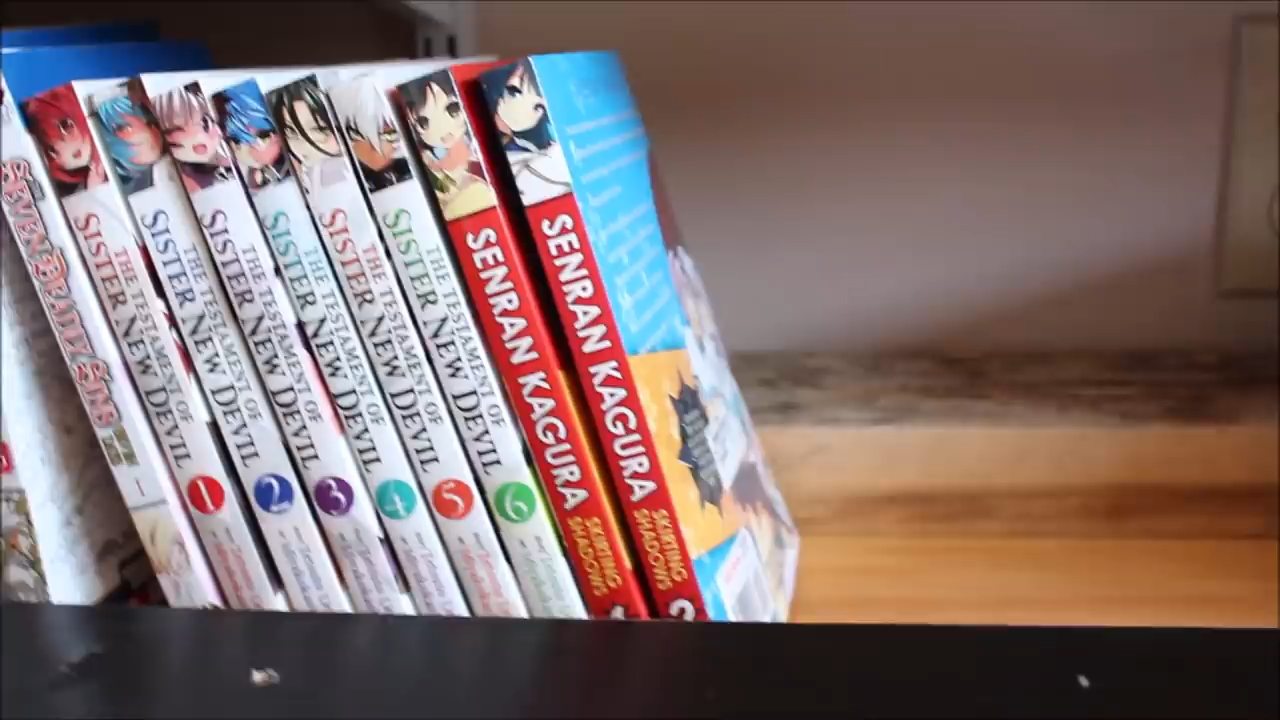 SEVEN DEADLY SINS
1
THE TESTAMENT OF
SISTER NEW DEVIL
1
THE TESTAMENT OF
SISTER NEW DEVIL
2
THE TESTAMENT OF
SISTER NEW DEVIL
3
THE TESTAMENT OF
SISTER NEW DEVIL
4
THE TESTAMENT OF
SISTER NEW DEVIL
5
THE TESTAMENT OF
SISTER NEW DEVIL
6
SENRAN KAGURA
SKIRTING
SHADOWS
1
SENRAN KAGURA
SKIRTING
SHADOWS
2